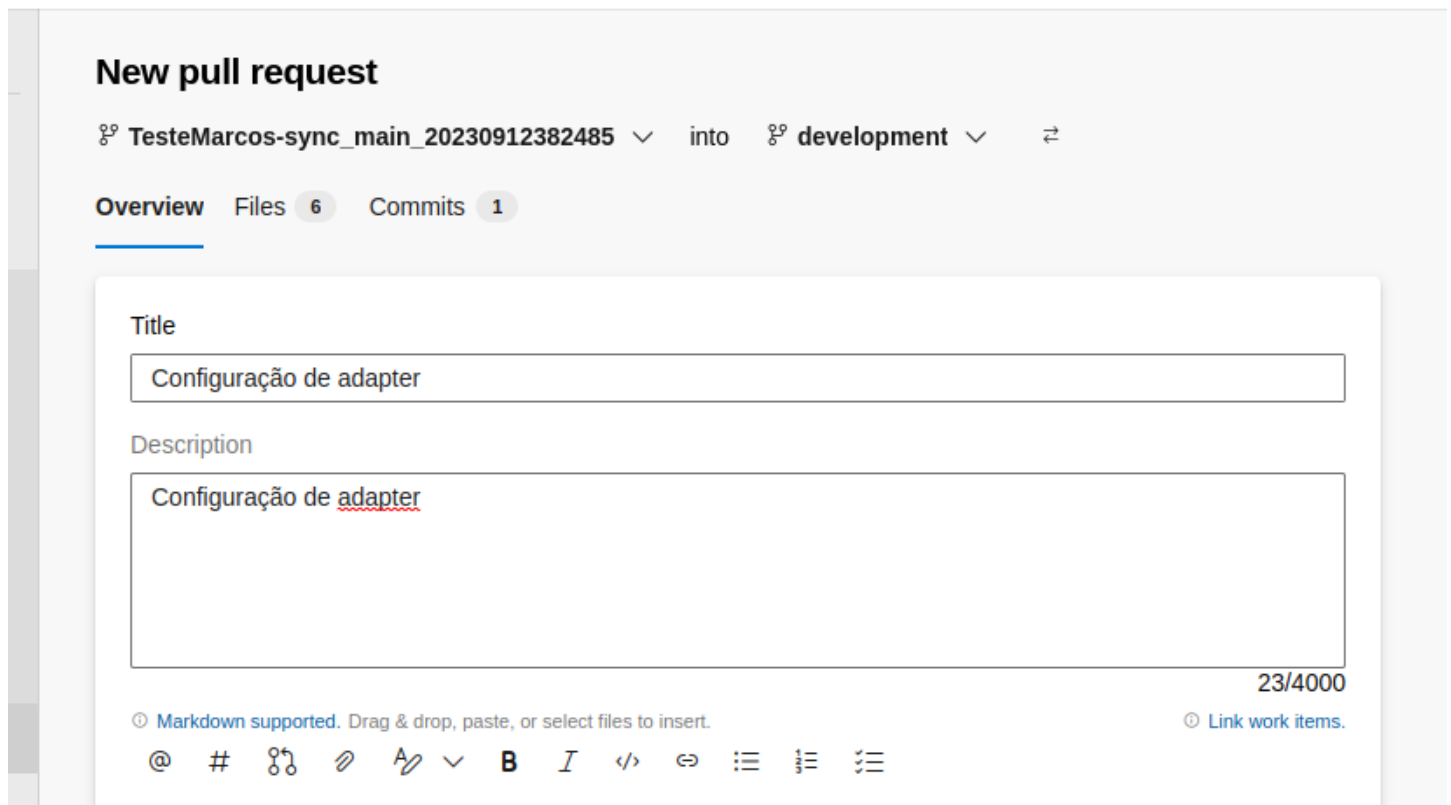 New pull request
TesteMarcos-sync_main_20230912382485 into development
Overview Files 6 Commits 1
Title
Configuração de adapter
Description
Configuração de adapter
23/4000
Markdown supported. Drag & drop, paste, or select files to insert. Link work items.
@ # B I </>